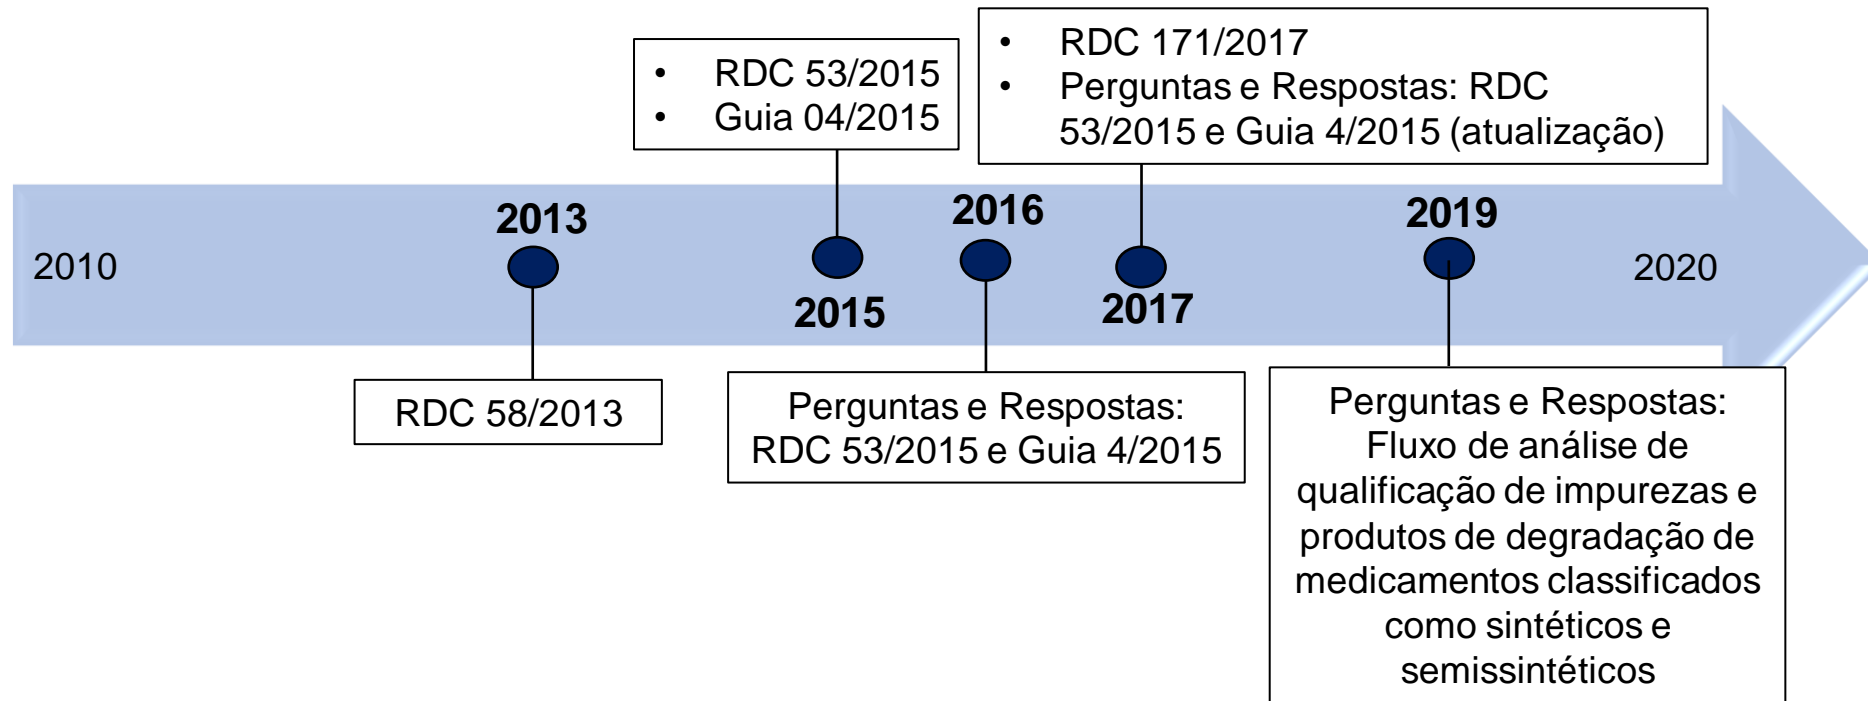 • RDC 53/2015
• Guia 04/2015
• RDC 171/2017
• Perguntas e Respostas: RDC
53/2015 e Guia 4/2015 (atualização)
2010
2013
2015
2016
2017
2019
2020
RDC 58/2013
Perguntas e Respostas:
RDC 53/2015 e Guia 4/2015
Perguntas e Respostas:
Fluxo de análise de
qualificação de impurezas e
produtos de degradação de
medicamentos classificados
como sintéticos e
semissintéticos